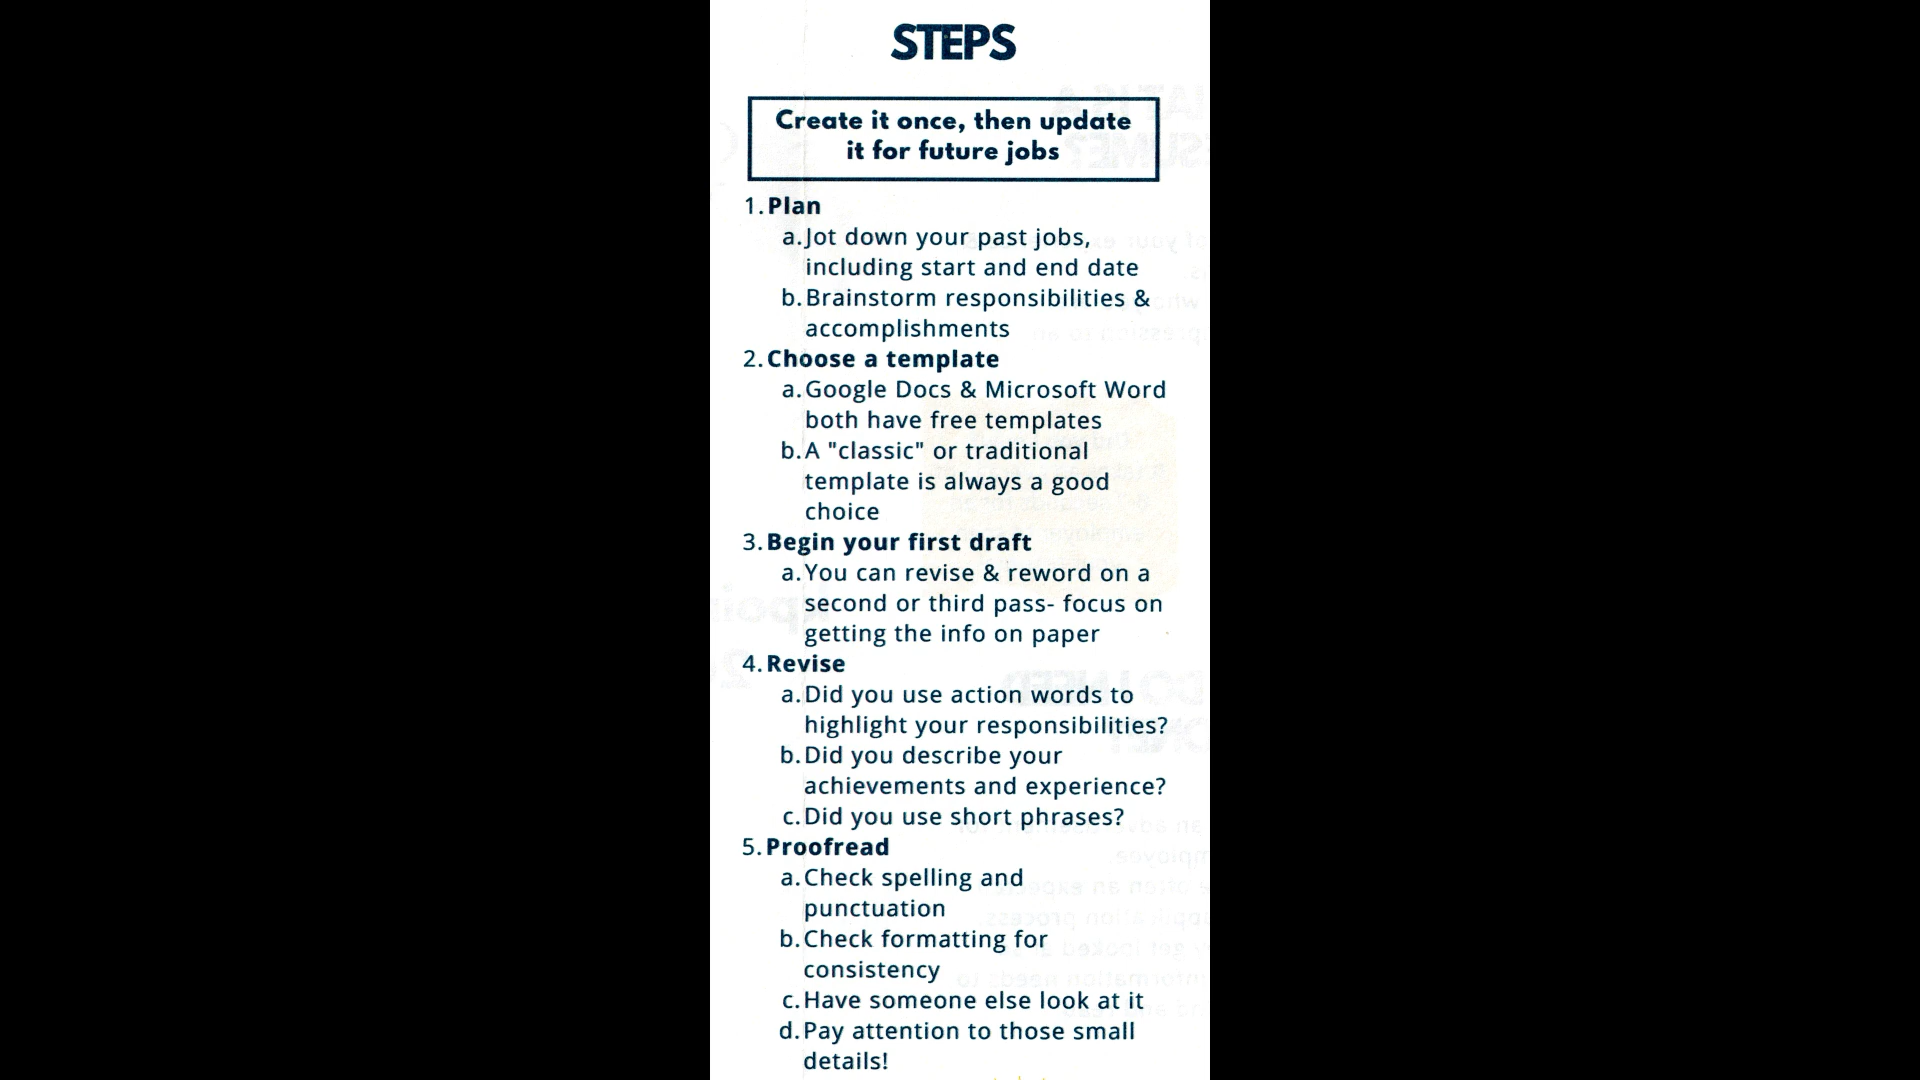 STEPS
Create it once, then update
it for future jobs
1. Plan
a. Jot down your past jobs,
including start and end date
b. Brainstorm responsibilities &
accomplishments
2. Choose a template
a. Google Docs & Microsoft Word
both have free templates
b. A "classic" or traditional
template is always a good
choice
3. Begin your first draft
a. You can revise & reword on a
second or third pass- focus on
getting the info on paper
4. Revise
a. Did you use action words to
highlight your responsibilities?
b. Did you describe your
achievements and experience?
c. Did you use short phrases?
5. Proofread
a. Check spelling and
punctuation
b. Check formatting for
consistency
c. Have someone else look at it
d. Pay attention to those small
details!